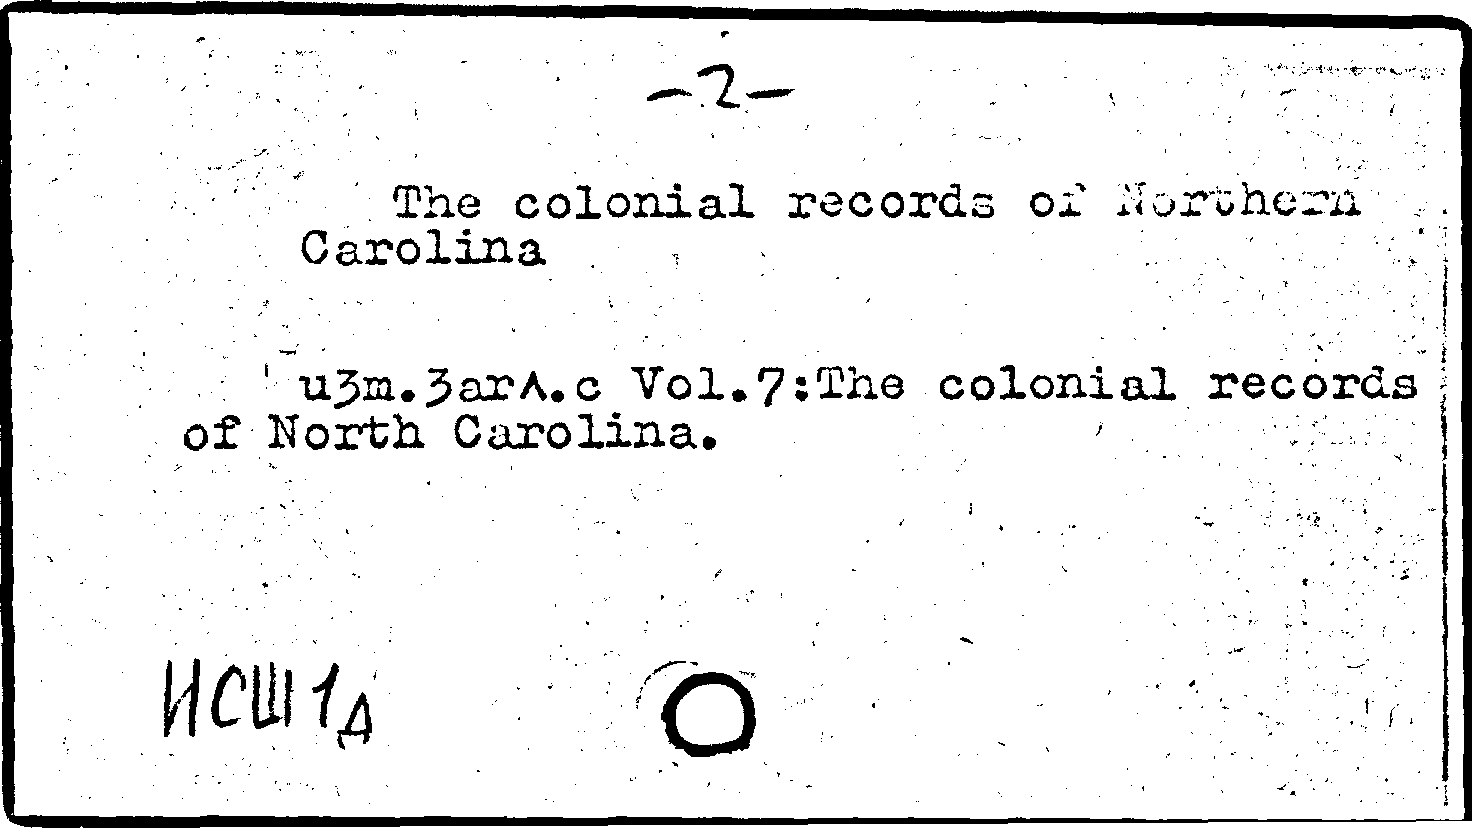 -2-
The colonial records of Northern
Carolina
изм.загл.с Vol.7:The colonial records
of North Carolina.
ИСШ1д